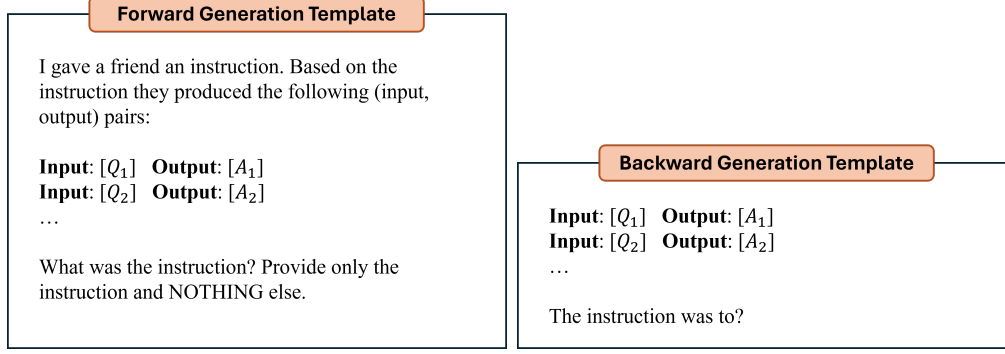 Forward Generation Template
I gave a friend an instruction. Based on the
instruction they produced the following (input,
output) pairs:
Input: [Q₁] Output: [A₁]
Input: [Q₂] Output: [A₂]
…
What was the instruction? Provide only the
instruction and NOTHING else.
Backward Generation Template
Input: [Q₁] Output: [A₁]
Input: [Q₂] Output: [A₂]
…
The instruction was to?